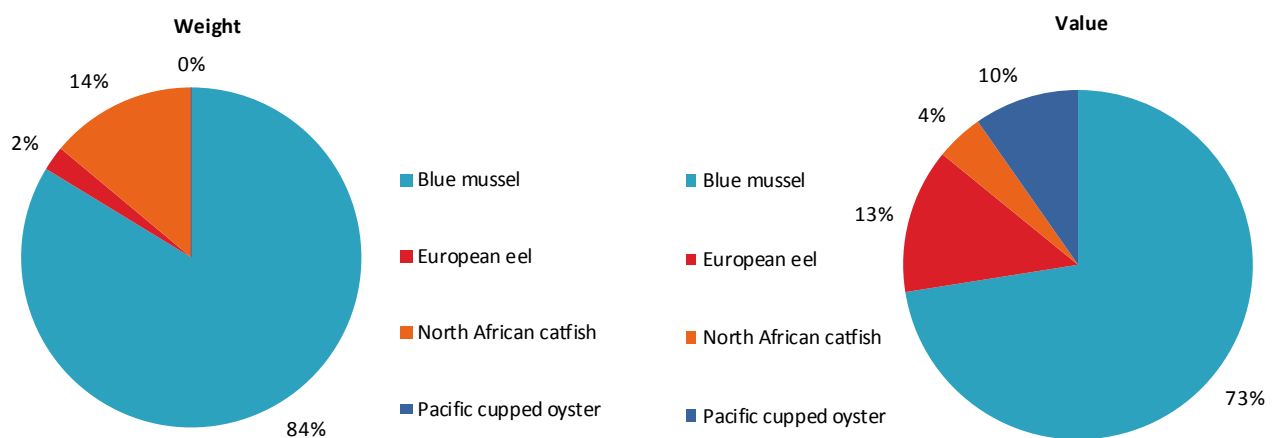 Weight
0%
14%
2%
84%
Blue mussel
European eel
North African catfish
Pacific cupped oyster
Value
10%
4%
13%
73%
Blue mussel
European eel
North African catfish
Pacific cupped oyster